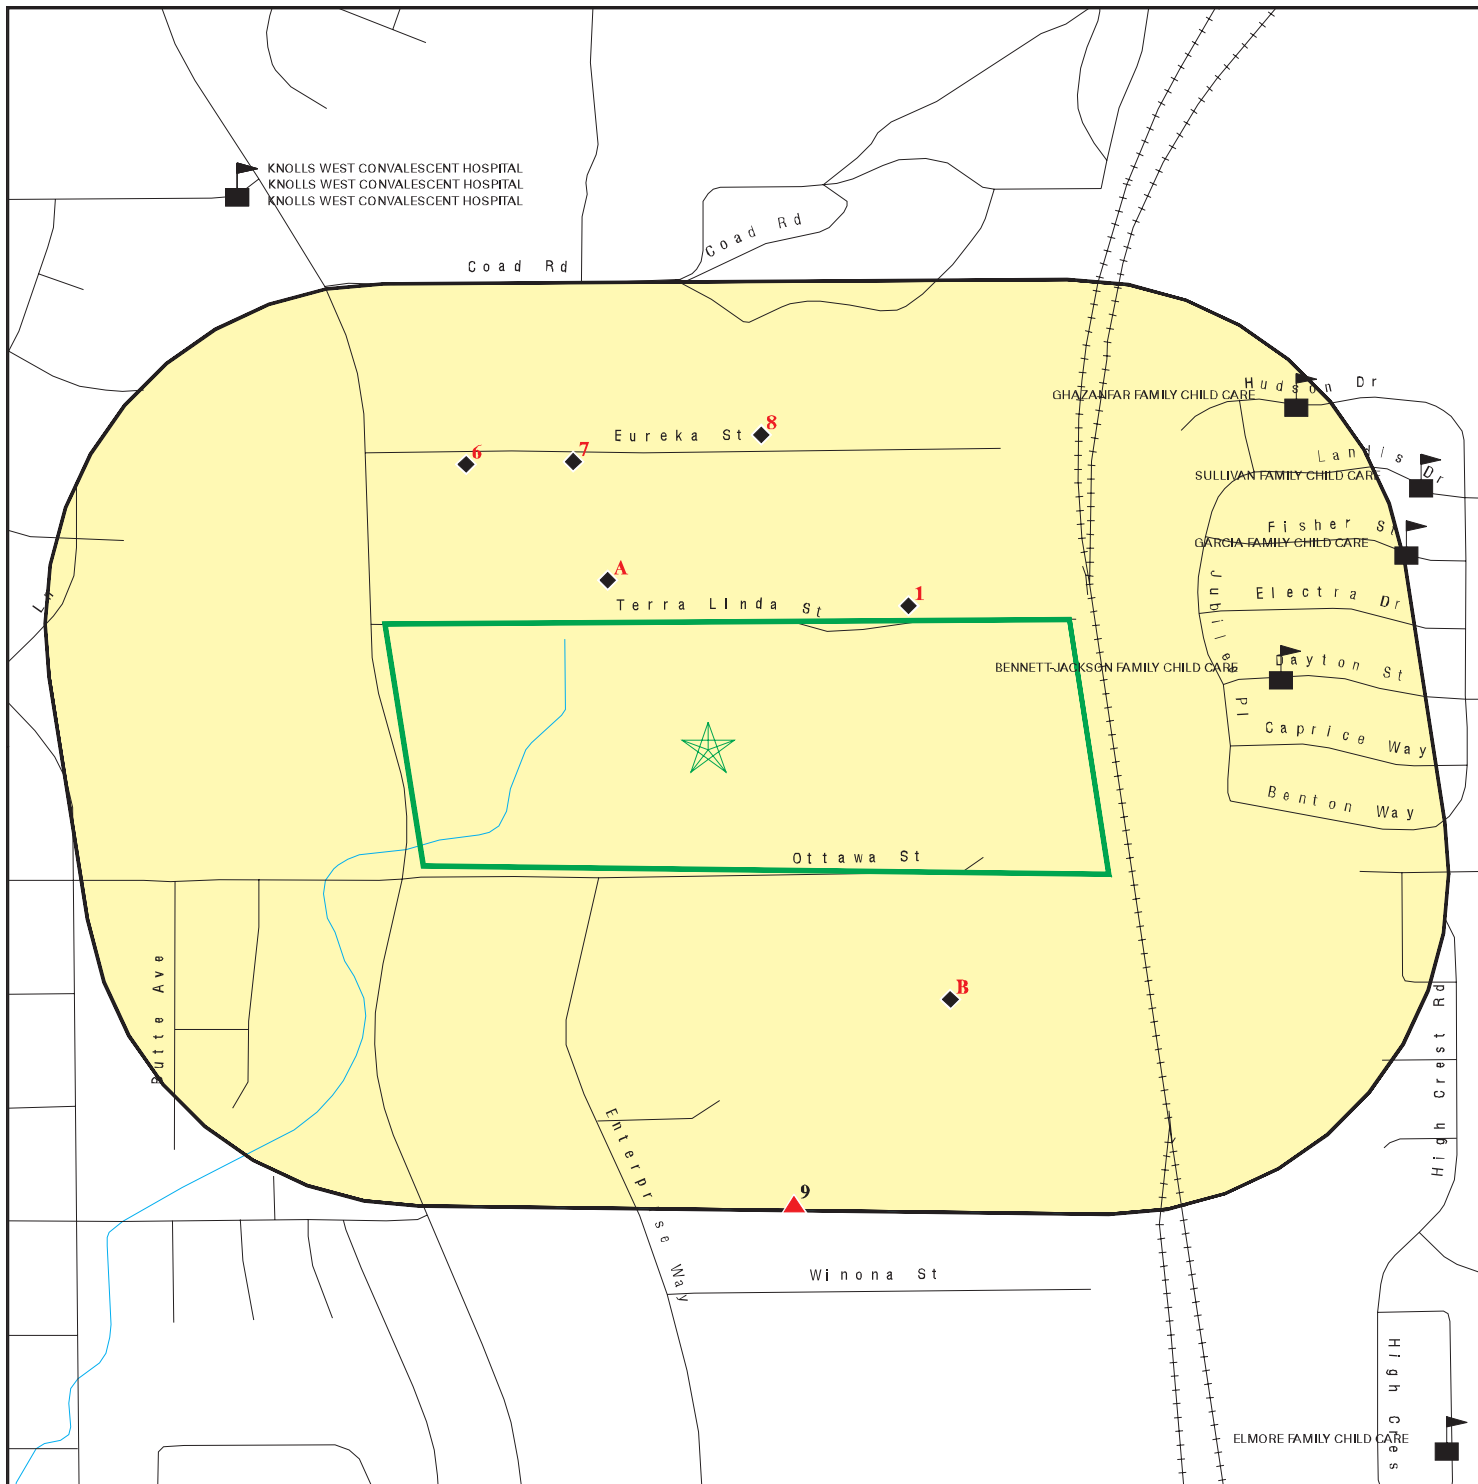 KNOLLS WEST CONVALESCENT HOSPITAL
KNOLLS WEST CONVALESCENT HOSPITAL
KNOLLS WEST CONVALESCENT HOSPITAL
Coad Rd
Coad Rd
Hudson Dr
GHAZANFAR FAMILY CHILD CARE
8
Eureka St
6
7
Landis Dr
SULLIVAN FAMILY CHILD CARE
Fisher St
GARCIA FAMILY CHILD CARE
A
Ln
Terra Linda St
1
Electra Dr
Jubilee Pl
BENNETT-JACKSON FAMILY CHILD CARE
Dayton St
Caprice Way
Benton Way
Ottawa St
Butte Ave
B
High Crest Rd
Enterprise Way
9
Winona St
High Cres
ELMORE FAMILY CHILD CARE